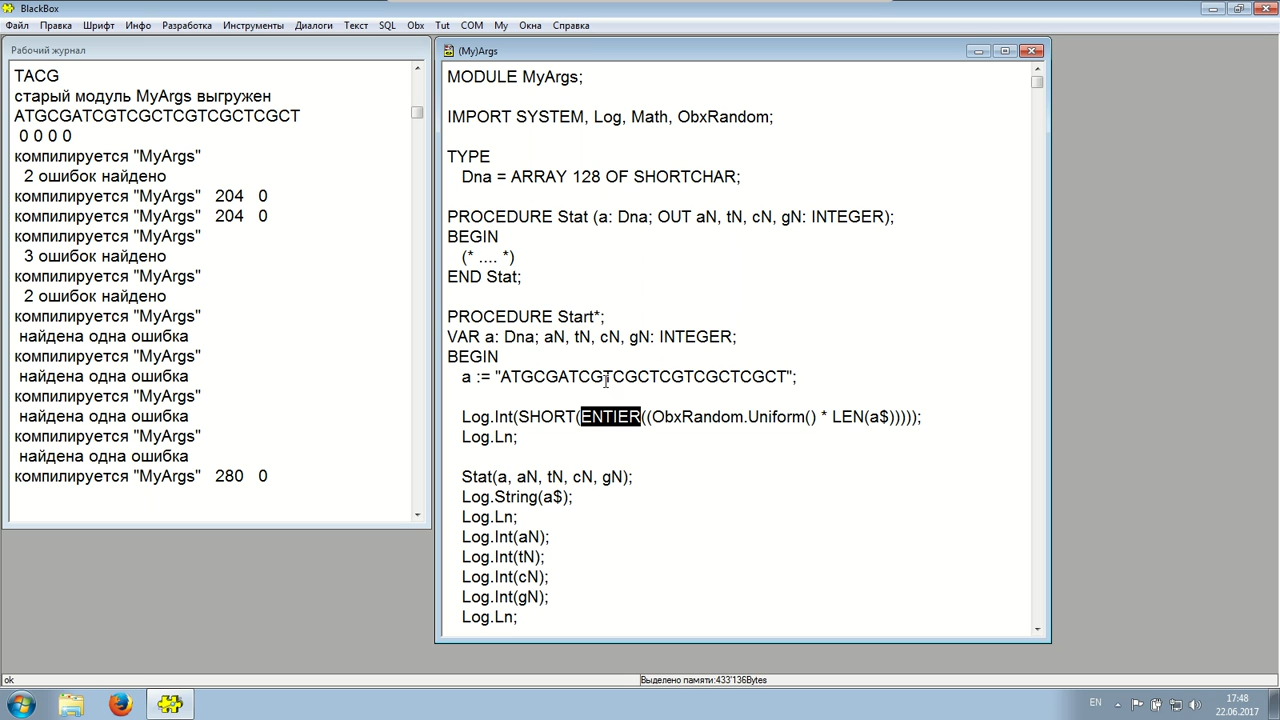 BlackBox
Файл Правка Шрифт Инфо Разработка Инструменты Диалоги Текст SQL Obx Tut COM My Окна Справка
Рабочий журнал
TACG
старый модуль MyArgs выгружен
ATGCGATCGTCGCTCGTCGCTCGCT
0 0 0 0
компилируется "MyArgs"
2 ошибок найдено
компилируется "MyArgs" 204 0
компилируется "MyArgs" 204 0
компилируется "MyArgs"
3 ошибок найдено
компилируется "MyArgs"
2 ошибок найдено
компилируется "MyArgs"
найдена одна ошибка
компилируется "MyArgs"
найдена одна ошибка
компилируется "MyArgs"
найдена одна ошибка
компилируется "MyArgs"
найдена одна ошибка
компилируется "MyArgs" 280 0
(My)Args
MODULE MyArgs;
IMPORT SYSTEM, Log, Math, ObxRandom;
TYPE
Dna = ARRAY 128 OF SHORTCHAR;
PROCEDURE Stat (a: Dna; OUT aN, tN, cN, gN: INTEGER);
BEGIN
(* .... *)
END Stat;
PROCEDURE Start*;
VAR a: Dna; aN, tN, cN, gN: INTEGER;
BEGIN
a := "ATGCGATCGTCGCTCGTCGCTCGCT";
Log.Int(SHORT(ENTIER((ObxRandom.Uniform() * LEN(a$)))));
Log.Ln;
Stat(a, aN, tN, cN, gN);
Log.String(a$);
Log.Ln;
Log.Int(aN);
Log.Int(tN);
Log.Int(cN);
Log.Int(gN);
Log.Ln;
ok
Выделено памяти:433'136Bytes
EN
17:48
22.06.2017